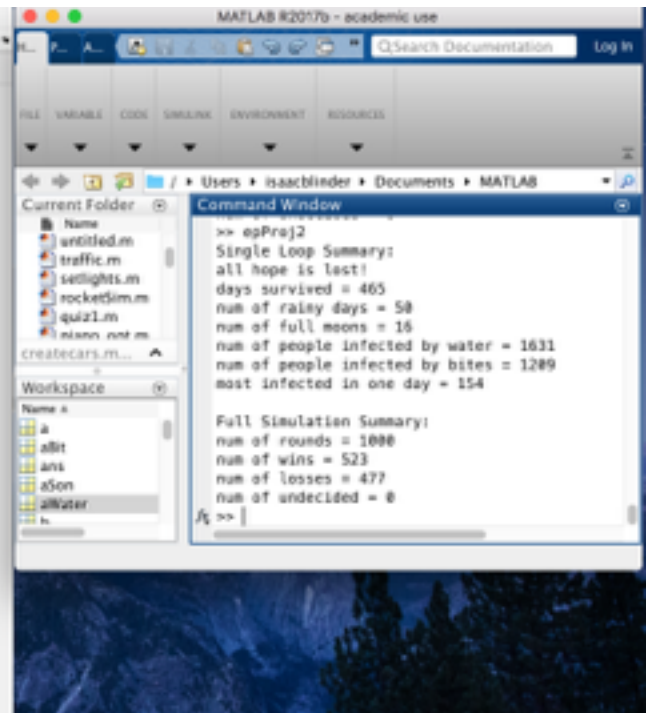 MATLAB R2017b - academic use
H... P... A... Search Documentation Log In
FILE VARIABLE CODE SIMULINK ENVIRONMENT RESOURCES
/ ▸ Users ▸ isaacblinder ▸ Documents ▸ MATLAB
Current Folder
Name
untitled.m
traffic.m
setlights.m
rocketSim.m
quiz1.m
createcars.m...
Workspace
Name
a
aBit
ans
aSon
aWater
b
Command Window
>> epProj2
Single Loop Summary:
all hope is lost!
days survived = 465
num of rainy days = 50
num of full moons = 16
num of people infected by water = 1631
num of people infected by bites = 1209
most infected in one day = 154
Full Simulation Summary:
num of rounds = 1000
num of wins = 523
num of losses = 477
num of undecided = 0
fx >>